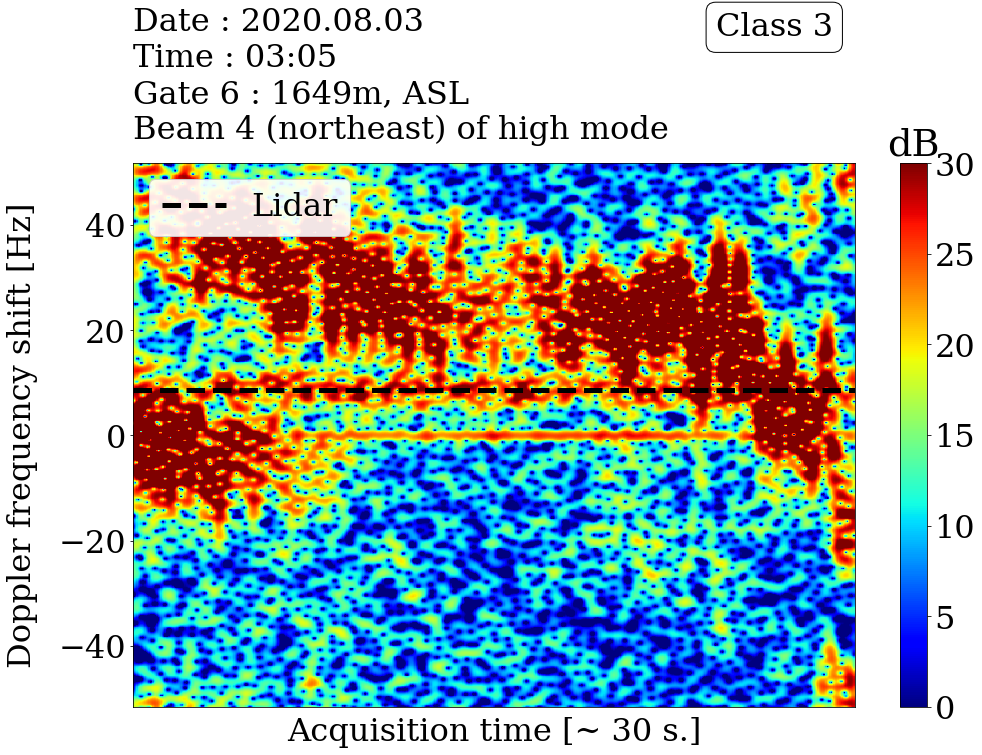 Date : 2020.08.03
Time : 03:05
Gate 6 : 1649m, ASL
Beam 4 (northeast) of high mode
Class 3
dB
Lidar
Doppler frequency shift [Hz]
40
20
0
−20
−40
30
25
20
15
10
5
0
Acquisition time [~ 30 s.]